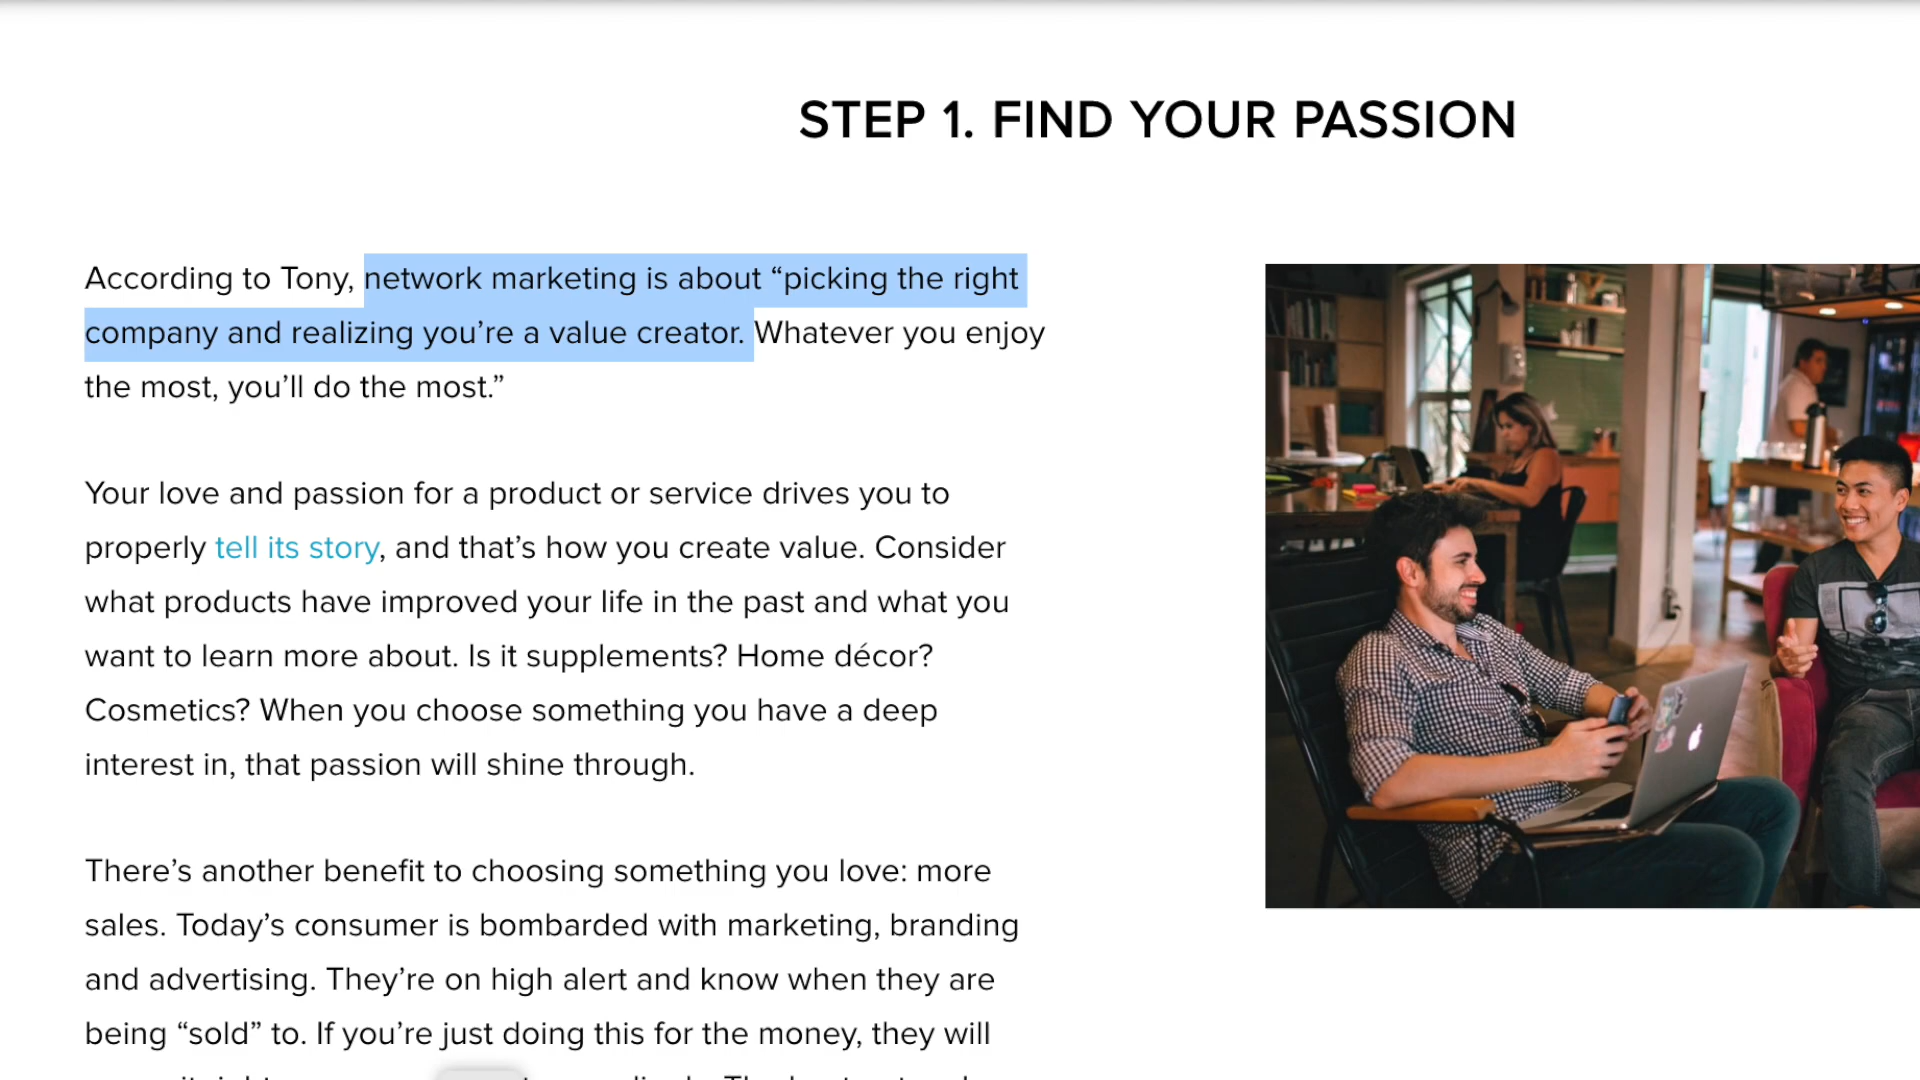 STEP 1. FIND YOUR PASSION
According to Tony, network marketing is about “picking the right
company and realizing you’re a value creator. Whatever you enjoy
the most, you’ll do the most.”
Your love and passion for a product or service drives you to
properly tell its story, and that’s how you create value. Consider
what products have improved your life in the past and what you
want to learn more about. Is it supplements? Home décor?
Cosmetics? When you choose something you have a deep
interest in, that passion will shine through.
There’s another benefit to choosing something you love: more
sales. Today’s consumer is bombarded with marketing, branding
and advertising. They’re on high alert and know when they are
being “sold” to. If you’re just doing this for the money, they will